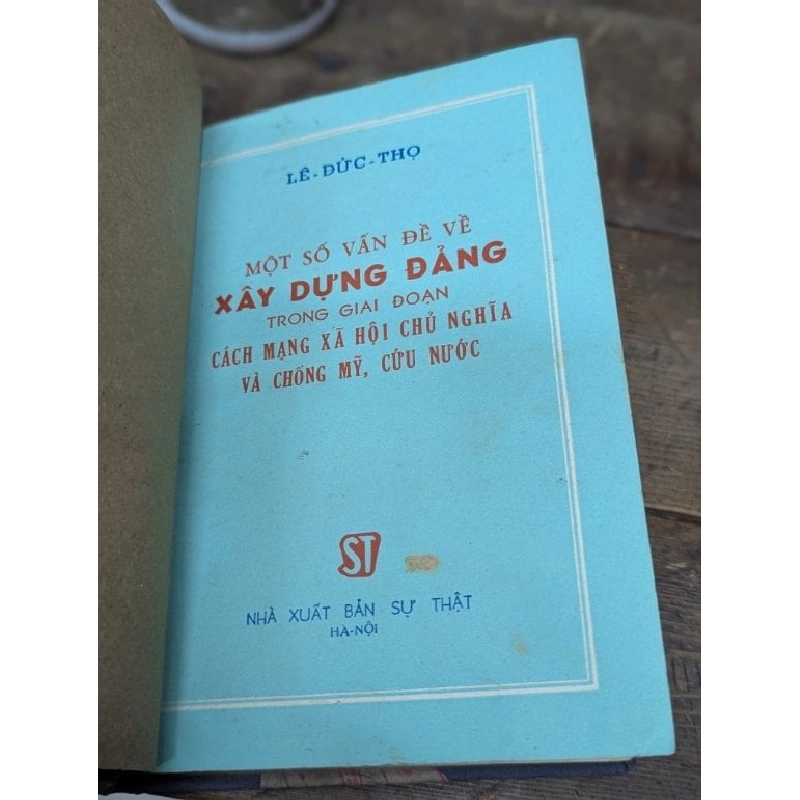 LÊ-ĐỨC-THỌ
MỘT SỐ VẤN ĐỀ VỀ
XÂY DỰNG ĐẢNG
TRONG GIAI ĐOẠN
CÁCH MẠNG XÃ HỘI CHỦ NGHĨA
VÀ CHỐNG MỸ, CỨU NƯỚC
ST
NHÀ XUẤT BẢN SỰ THẬT
HÀ-NỘI